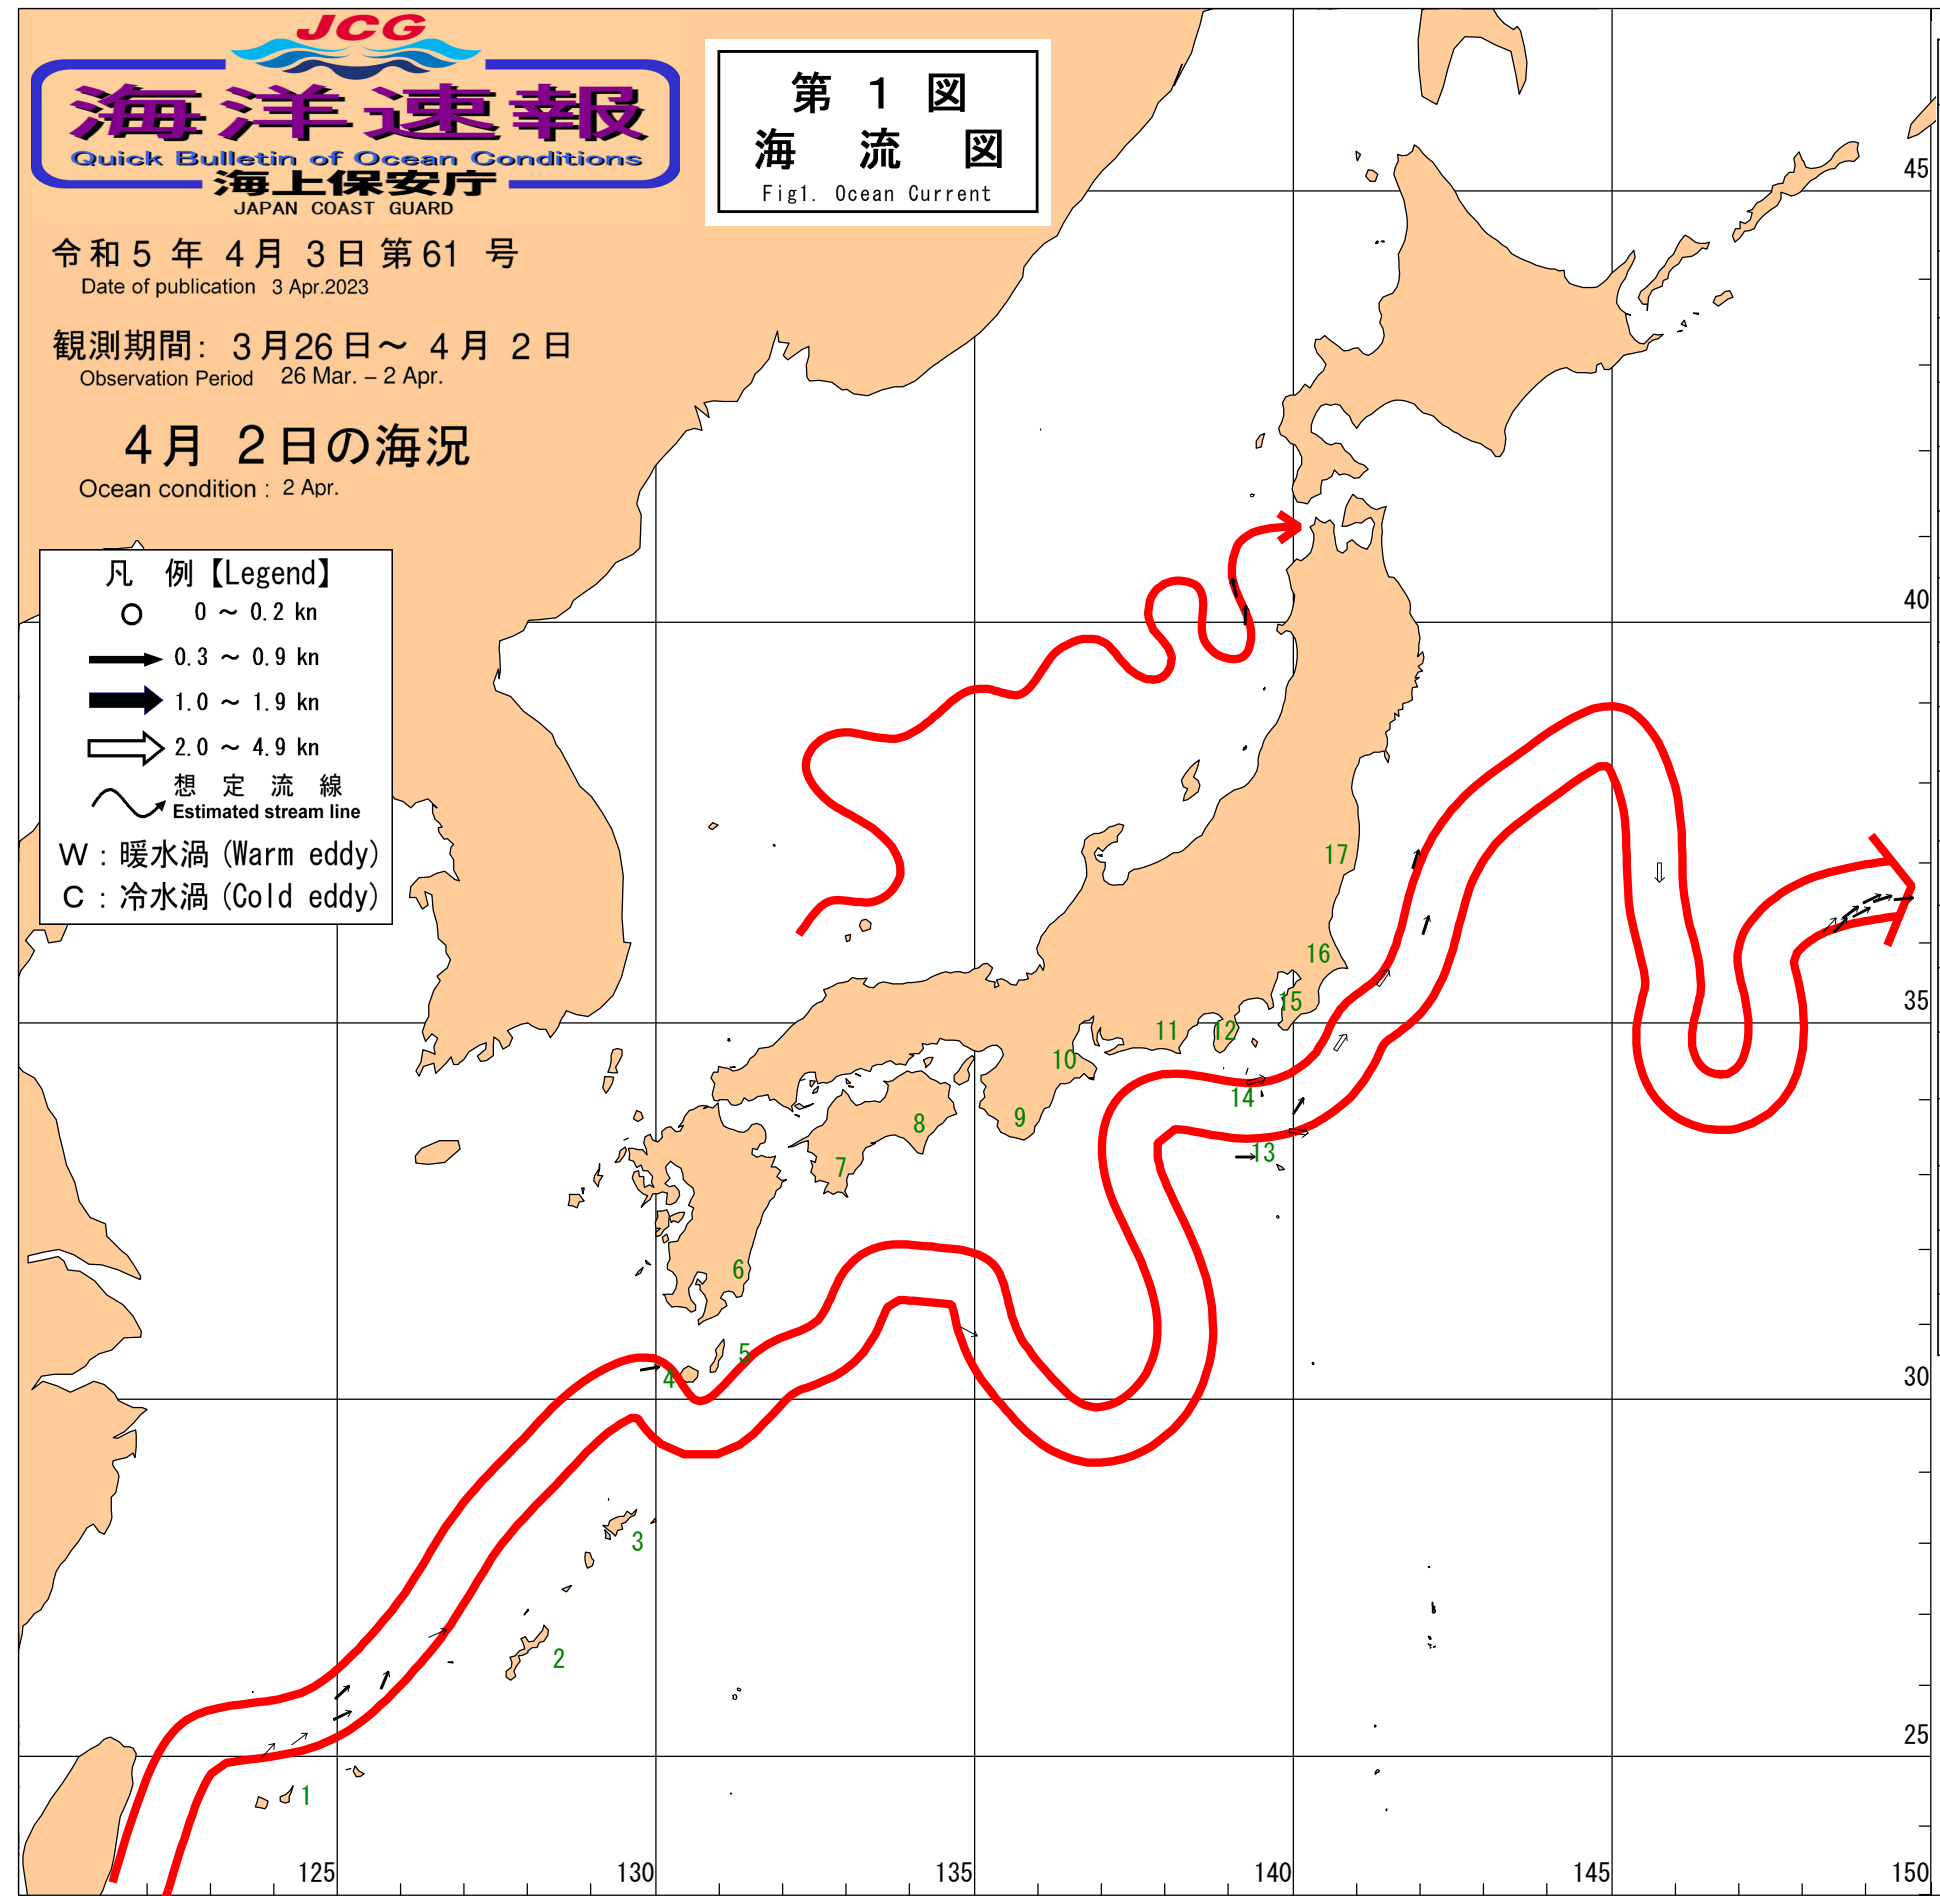 JCG
海洋速報
Quick Bulletin of Ocean Conditions
海上保安庁
JAPAN COAST GUARD
第 1 図
海 流 図
Fig1. Ocean Current
令和 5 年 4月 3日 第61 号
Date of publication 3 Apr.2023
観測期間: 3月26日～ 4月 2日
Observation Period 26 Mar. – 2 Apr.
4月 2日の海況
Ocean condition : 2 Apr.
凡 例【Legend】
0 ～ 0.2 kn
0.3 ～ 0.9 kn
1.0 ～ 1.9 kn
2.0 ～ 4.9 kn
想 定 流 線
Estimated stream line
W : 暖水渦 (Warm eddy)
C : 冷水渦 (Cold eddy)
45
40
17
16
35
15
12
11
10
14
9
8
13
7
6
5
4
30
3
2
25
1
125
130
135
140
145
150